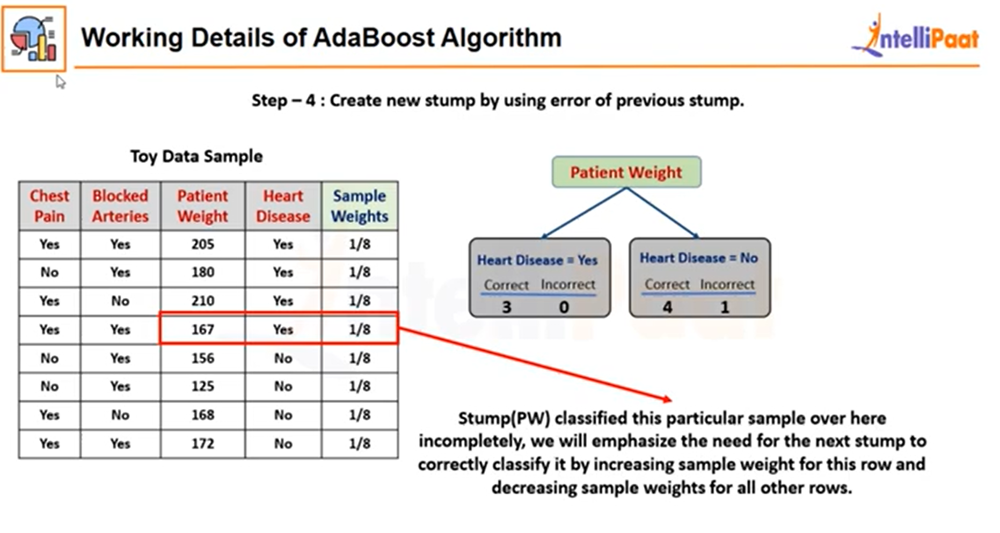 Working Details of AdaBoost Algorithm
IntelliPaat
Step – 4 : Create new stump by using error of previous stump.
Toy Data Sample
Chest Pain Blocked Arteries Patient Weight Heart Disease Sample Weights
Yes Yes 205 Yes 1/8
No Yes 180 Yes 1/8
Yes No 210 Yes 1/8
Yes Yes 167 Yes 1/8
No Yes 156 No 1/8
No Yes 125 No 1/8
Yes No 168 No 1/8
Yes Yes 172 No 1/8
Patient Weight
Heart Disease = Yes
Correct Incorrect
3 0
Heart Disease = No
Correct Incorrect
4 1
Stump(PW) classified this particular sample over here
incompletely, we will emphasize the need for the next stump to
correctly classify it by increasing sample weight for this row and
decreasing sample weights for all other rows.